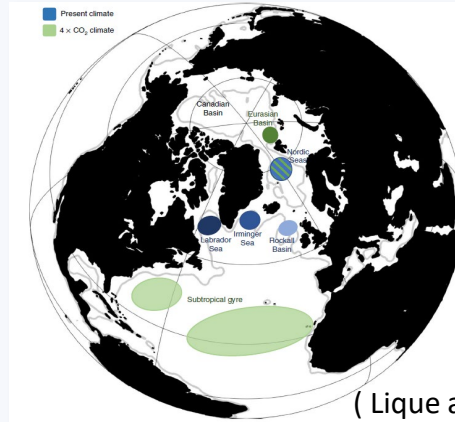 Present climate
4 × CO₂ climate
Canadian
Basin
Eurasian
Basin
Nordic
Seas
Labrador
Sea
Irminger
Sea
Rockall
Basin
Subtropical gyre
( Lique a